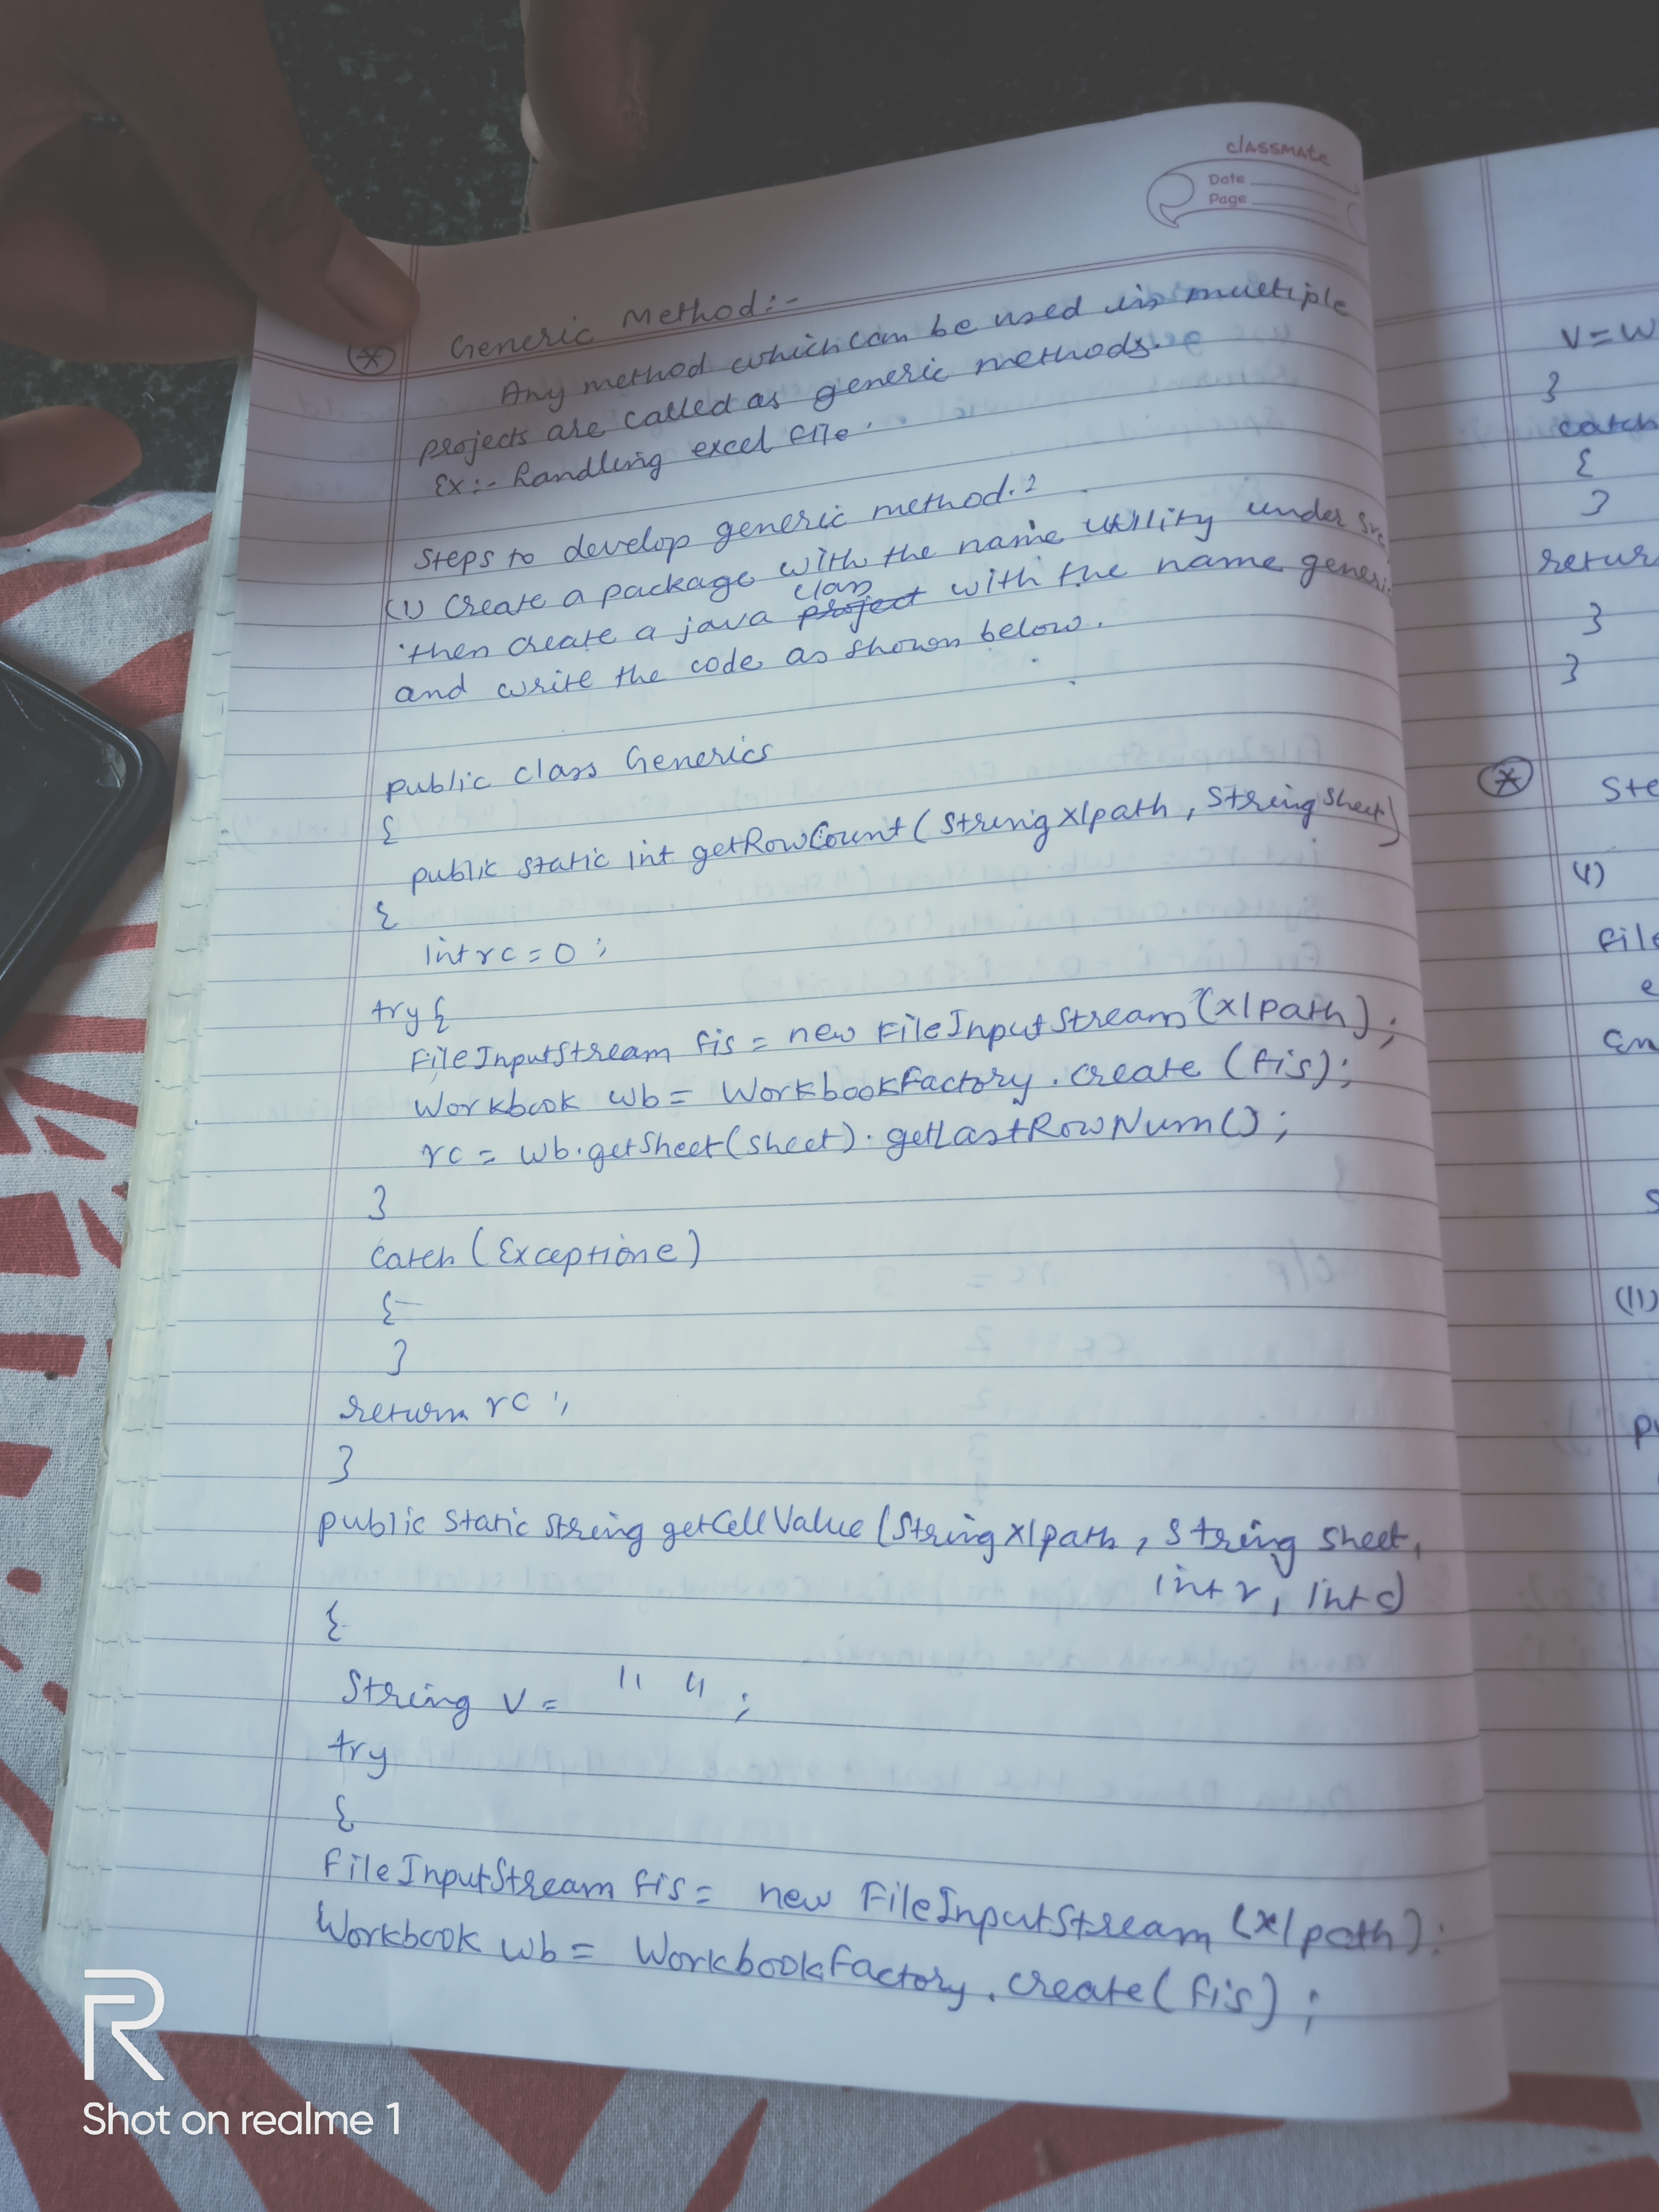 classmate
Date
Page
Generic Method:-
Any method which can be used in multiple
projects are called as generic methods.
Ex:- handling excel file.
Steps to develop generic method.?
(1) Create a package with the name utility under src
then create a java project class with the name generi
and write the code as shown below.
public class Generics
{
public static int getRowCount (String xlpath, String sheet)
{
int rc = 0 ;
try {
FileInputStream fis = new FileInputStream (xlpath);
Workbook wb = WorkbookFactory.create (fis);
rc = wb.getSheet(sheet).getLastRowNum();
}
catch (Exception e)
{
}
return rc ;
}
public static String getCellValue (String xlpath, String sheet,
int r, int c)
{
String v = " " ;
try
{
FileInputStream fis = new FileInputStream (xlpath);
Workbook wb = WorkbookFactory.create (fis) ;
v = w
}
catch
{
}
retur
}
}
Ste
file
e
(11)
Shot on realme 1